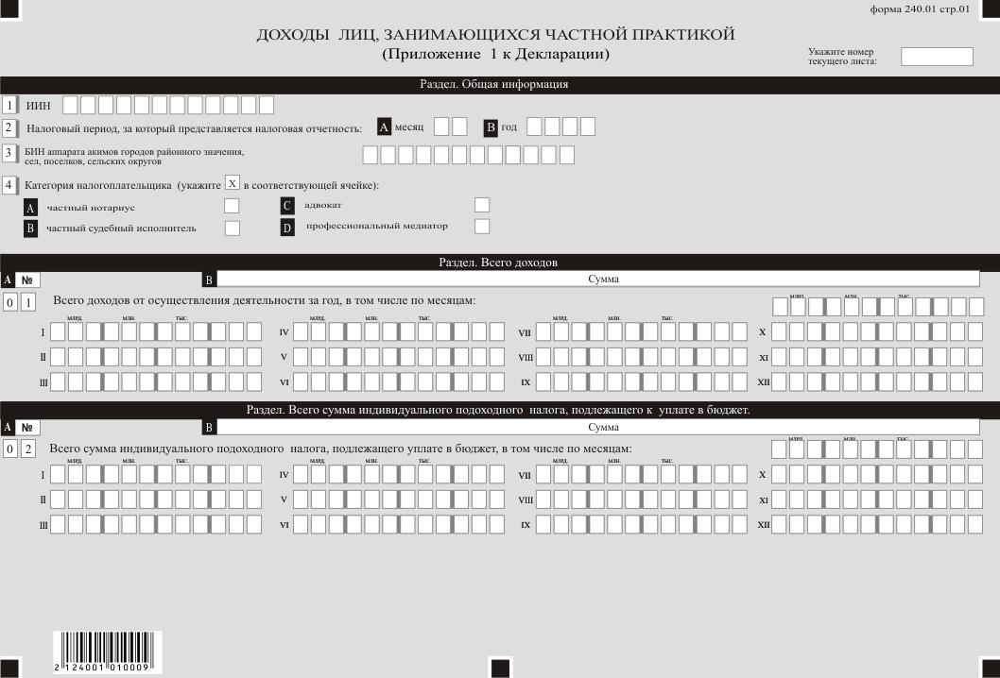 форма 240.01 стр.01
ДОХОДЫ ЛИЦ, ЗАНИМАЮЩИХСЯ ЧАСТНОЙ ПРАКТИКОЙ
(Приложение 1 к Декларации)
Укажите номер
текущего листа:
Раздел. Общая информация
1 ИИН
2 Налоговый период, за который представляется налоговая отчетность: A месяц B год
3 БИН аппарата акимов городов районного значения,
сел, поселков, сельских округов
4 Категория налогоплательщика (укажите X в соответствующей ячейке):
A частный нотариус C адвокат
B частный судебный исполнитель D профессиональный медиатор
Раздел. Всего доходов
A № B Сумма
0 1 Всего доходов от осуществления деятельности за год, в том числе по месяцам: МЛРД. МЛН. ТЫС.
МЛРД. МЛН. ТЫС. МЛРД. МЛН. ТЫС. МЛРД. МЛН. ТЫС.
I IV VII X
II V VIII XI
III VI IX XII
Раздел. Всего сумма индивидуального подоходного налога, подлежащего к уплате в бюджет.
A № B Сумма
0 2 Всего сумма индивидуального подоходного налога, подлежащего уплате в бюджет, в том числе по месяцам: МЛРД. МЛН. ТЫС.
МЛРД. МЛН. ТЫС. МЛРД. МЛН. ТЫС. МЛРД. МЛН. ТЫС.
I IV VII X
II V VIII XI
III VI IX XII
2 124001 010009